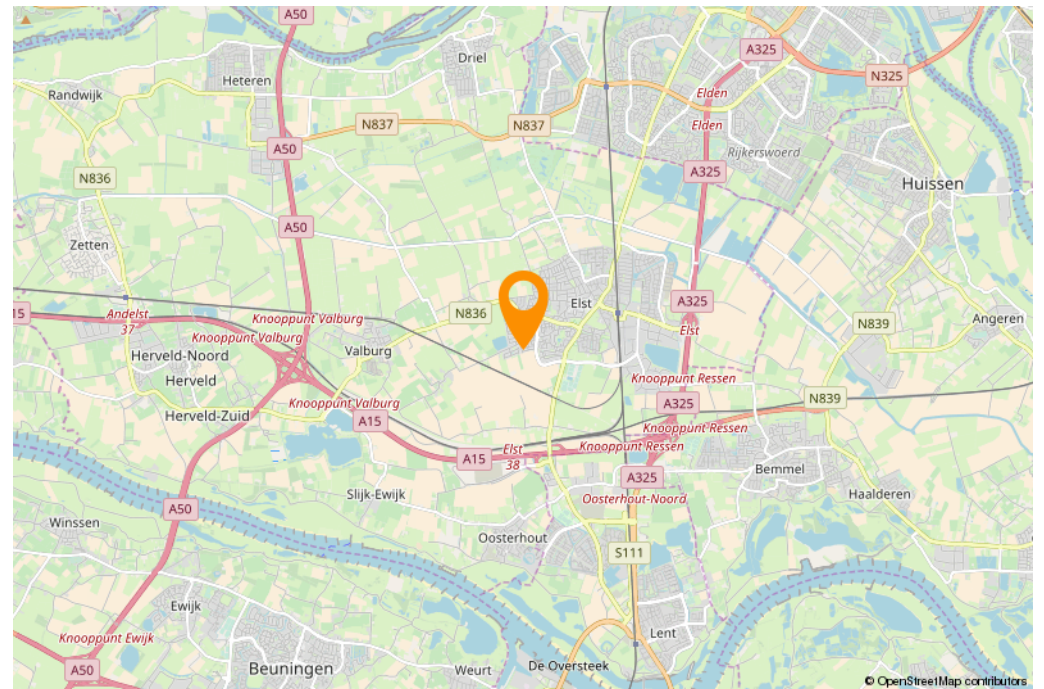 A50
Driel
A325
N325
Heteren
Randwijk
Elden
N837
N837
Elden
A50
Rijkerswoerd
A325
N836
Huissen
A50
Zetten
A325
Elst
N836
15
Andelst
37
Knooppunt Valburg
Angeren
N839
Elst
Knooppunt Valburg
Valburg
Herveld-Noord
Herveld
Knooppunt Ressen
Knooppunt Valburg
A325
N839
Herveld-Zuid
A15
Knooppunt Ressen
Knooppunt Ressen
Elst
38
A15
Bemmel
A325
Slijk-Ewijk
Oosterhout-Noord
Haalderen
A50
Winssen
Oosterhout
S111
Ewijk
Knooppunt Ewijk
Lent
A50
Beuningen
Weurt
De Oversteek
© OpenStreetMap contributors